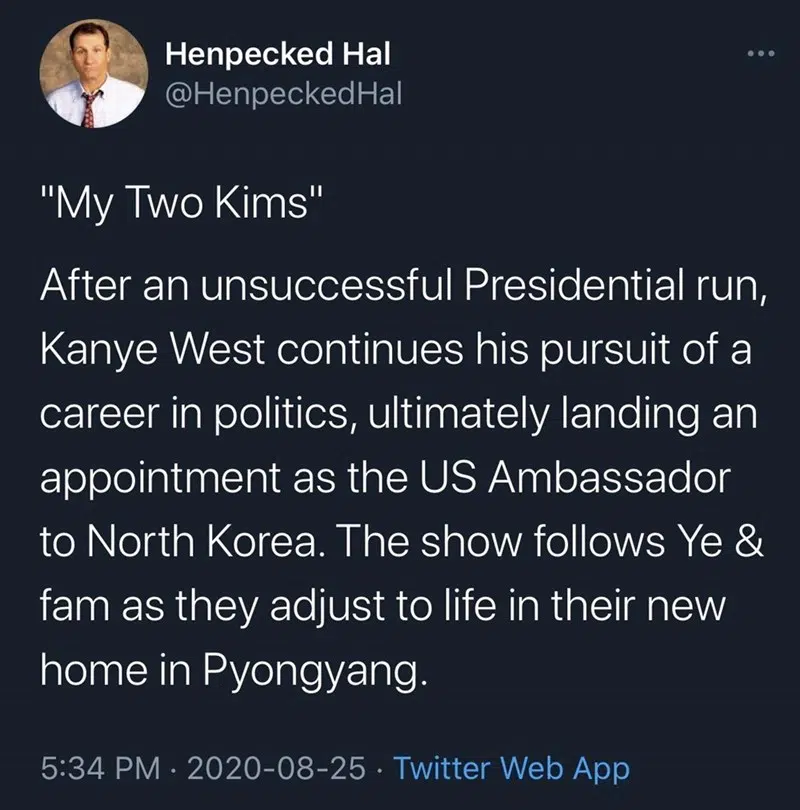 Henpecked Hal
@HenpeckedHal
"My Two Kims"
After an unsuccessful Presidential run,
Kanye West continues his pursuit of a
career in politics, ultimately landing an
appointment as the US Ambassador
to North Korea. The show follows Ye &
fam as they adjust to life in their new
home in Pyongyang.
5:34 PM · 2020-08-25 · Twitter Web App